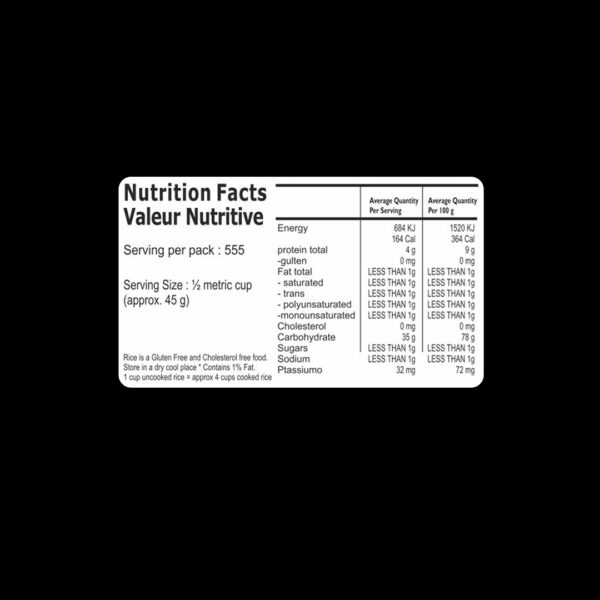 Nutrition Facts
Valeur Nutritive
Serving per pack : 555
Serving Size : ½ metric cup
(approx. 45 g)
Rice is a Gluten Free and Cholesterol free food.
Store in a dry cool place * Contains 1% Fat.
1 cup uncooked rice = approx 4 cups cooked rice
Average Quantity Per Serving Average Quantity Per 100 g
Energy 684 KJ 1520 KJ
164 Cal 364 Cal
protein total 4 g 9 g
-gulten 0 mg 0 mg
Fat total LESS THAN 1g LESS THAN 1g
- saturated LESS THAN 1g LESS THAN 1g
- trans LESS THAN 1g LESS THAN 1g
- polyunsaturated LESS THAN 1g LESS THAN 1g
-monounsaturated LESS THAN 1g LESS THAN 1g
Cholesterol 0 mg 0 mg
Carbohydrate 35 g 78 g
Sugars LESS THAN 1g LESS THAN 1g
Sodium LESS THAN 1g LESS THAN 1g
Ptassiumo 32 mg 72 mg